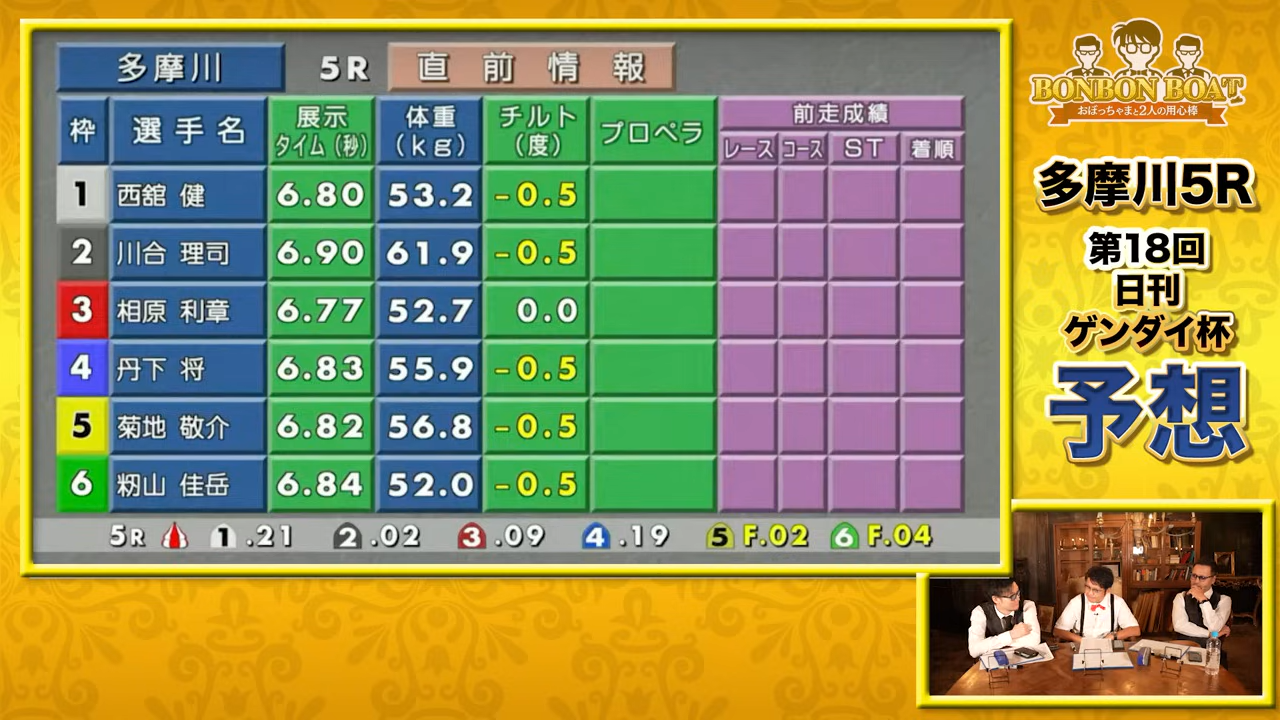 多摩川 5R 直前情報
枠 選手名 展示タイム(秒) 体重(kg) チルト(度) プロペラ 前走成績
レース コース ST 着順
1 西舘 健 6.80 53.2 -0.5
2 川合 理司 6.90 61.9 -0.5
3 相原 利章 6.77 52.7 0.0
4 丹下 将 6.83 55.9 -0.5
5 菊地 敬介 6.82 56.8 -0.5
6 籾山 佳岳 6.84 52.0 -0.5
5R 1 .21 2 .02 3 .09 4 .19 5 F.02 6 F.04
BONBON BOAT
おぼっちゃまと2人の用心棒
多摩川5R
第18回
日刊
ゲンダイ杯
予想